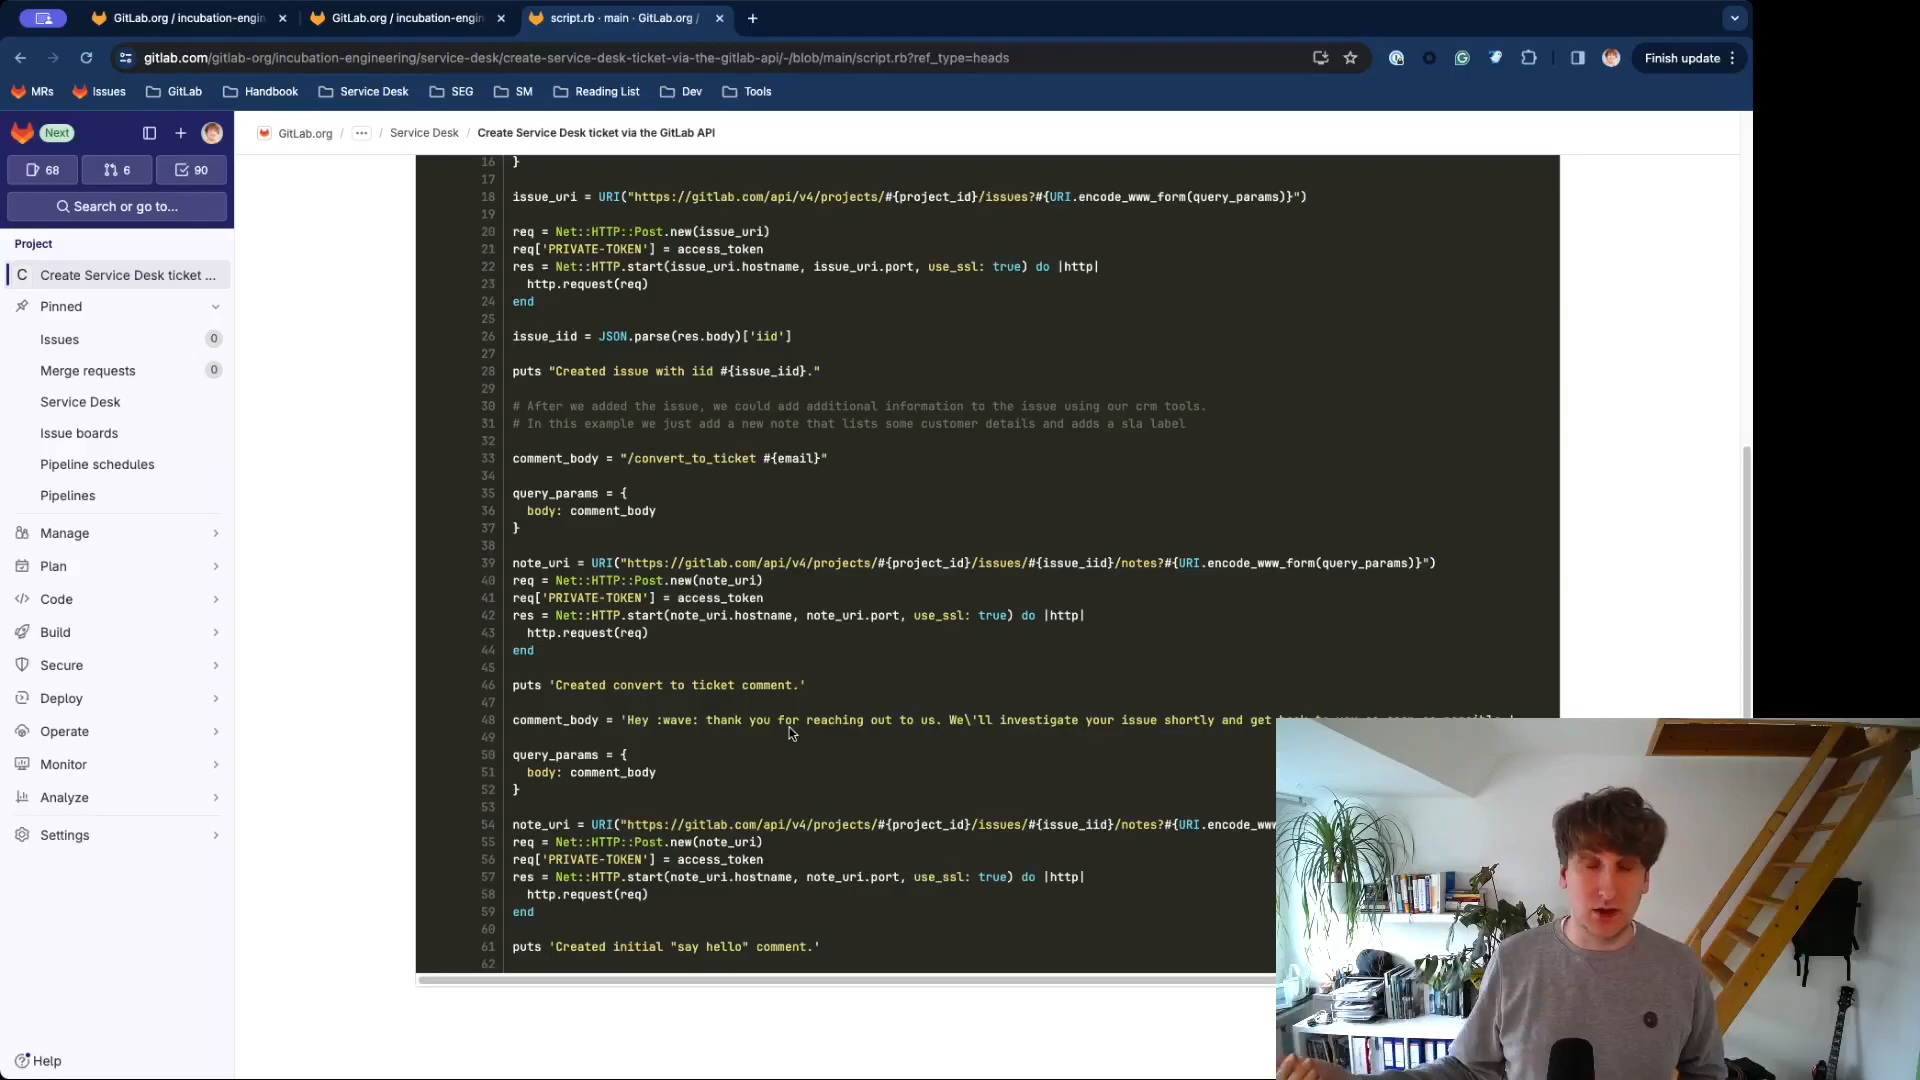 GitLab.org / incubation-engin
GitLab.org / incubation-engin
script.rb · main · GitLab.org /
gitlab.com/gitlab-org/incubation-engineering/service-desk/create-service-desk-ticket-via-the-gitlab-api/-/blob/main/script.rb?ref_type=heads
Finish update
MRs
Issues
GitLab
Handbook
Service Desk
SEG
SM
Reading List
Dev
Tools
Next
68
6
90
Search or go to...
Project
C Create Service Desk ticket ...
Pinned
Issues 0
Merge requests 0
Service Desk
Issue boards
Pipeline schedules
Pipelines
Manage
Plan
Code
Build
Secure
Deploy
Operate
Monitor
Analyze
Settings
Help
GitLab.org / ... / Service Desk / Create Service Desk ticket via the GitLab API
16 }
17
18 issue_uri = URI("https://gitlab.com/api/v4/projects/#{project_id}/issues?#{URI.encode_www_form(query_params)}")
19
20 req = Net::HTTP::Post.new(issue_uri)
21 req['PRIVATE-TOKEN'] = access_token
22 res = Net::HTTP.start(issue_uri.hostname, issue_uri.port, use_ssl: true) do |http|
23 http.request(req)
24 end
25
26 issue_iid = JSON.parse(res.body)['iid']
27
28 puts "Created issue with iid #{issue_iid}."
29
30 # After we added the issue, we could add additional information to the issue using our crm tools.
31 # In this example we just add a new note that lists some customer details and adds a sla label
32
33 comment_body = "/convert_to_ticket #{email}"
34
35 query_params = {
36 body: comment_body
37 }
38
39 note_uri = URI("https://gitlab.com/api/v4/projects/#{project_id}/issues/#{issue_iid}/notes?#{URI.encode_www_form(query_params)}")
40 req = Net::HTTP::Post.new(note_uri)
41 req['PRIVATE-TOKEN'] = access_token
42 res = Net::HTTP.start(note_uri.hostname, note_uri.port, use_ssl: true) do |http|
43 http.request(req)
44 end
45
46 puts 'Created convert to ticket comment.'
47
48 comment_body = 'Hey :wave: thank you for reaching out to us. We\'ll investigate your issue shortly and get
49
50 query_params = {
51 body: comment_body
52 }
53
54 note_uri = URI("https://gitlab.com/api/v4/projects/#{project_id}/issues/#{issue_iid}/notes?#{URI.encode_www
55 req = Net::HTTP::Post.new(note_uri)
56 req['PRIVATE-TOKEN'] = access_token
57 res = Net::HTTP.start(note_uri.hostname, note_uri.port, use_ssl: true) do |http|
58 http.request(req)
59 end
60
61 puts 'Created initial "say hello" comment.'
62